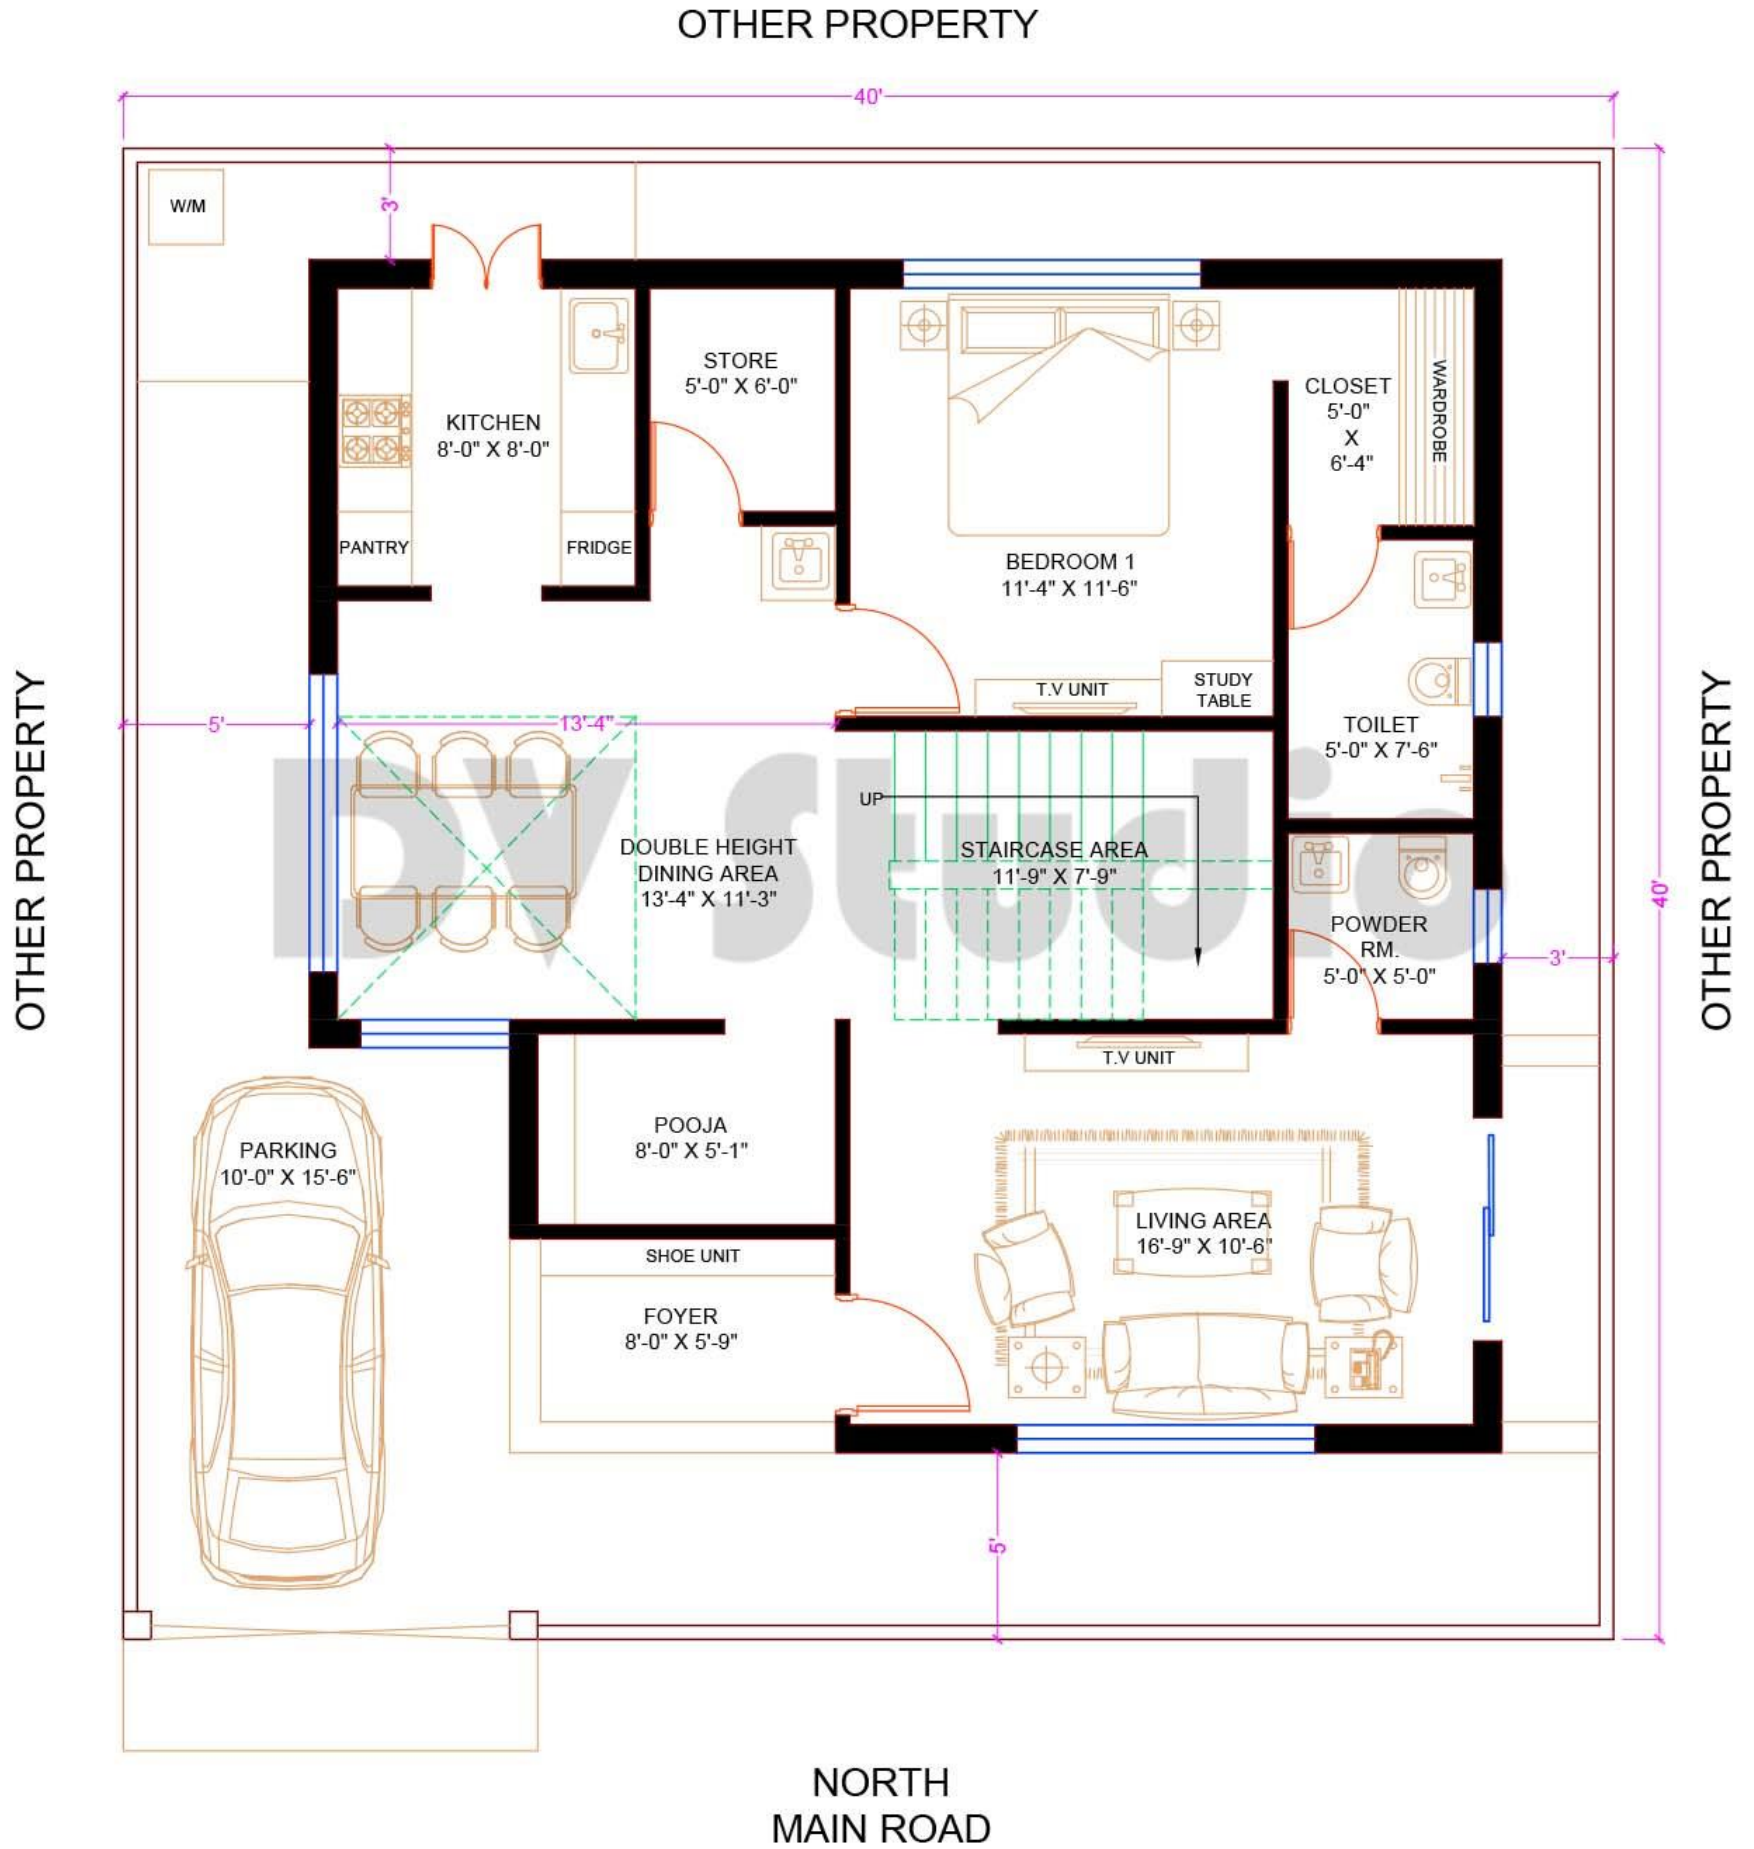 OTHER PROPERTY
40'
3'
W/M
STORE
5'-0" X 6'-0"
KITCHEN
8'-0" X 8'-0"
PANTRY
FRIDGE
CLOSET
5'-0"
X
6'-4"
WARDROBE
BEDROOM 1
11'-4" X 11'-6"
T.V UNIT
STUDY
TABLE
TOILET
5'-0" X 7'-6"
OTHER PROPERTY
OTHER PROPERTY
5'
13'-4"
DV Studio
UP
DOUBLE HEIGHT
DINING AREA
13'-4" X 11'-3"
STAIRCASE AREA
11'-9" X 7'-9"
POWDER
RM.
5'-0" X 5'-0"
40'
3'
T.V UNIT
PARKING
10'-0" X 15'-6"
POOJA
8'-0" X 5'-1"
LIVING AREA
16'-9" X 10'-6"
SHOE UNIT
FOYER
8'-0" X 5'-9"
5'
NORTH
MAIN ROAD